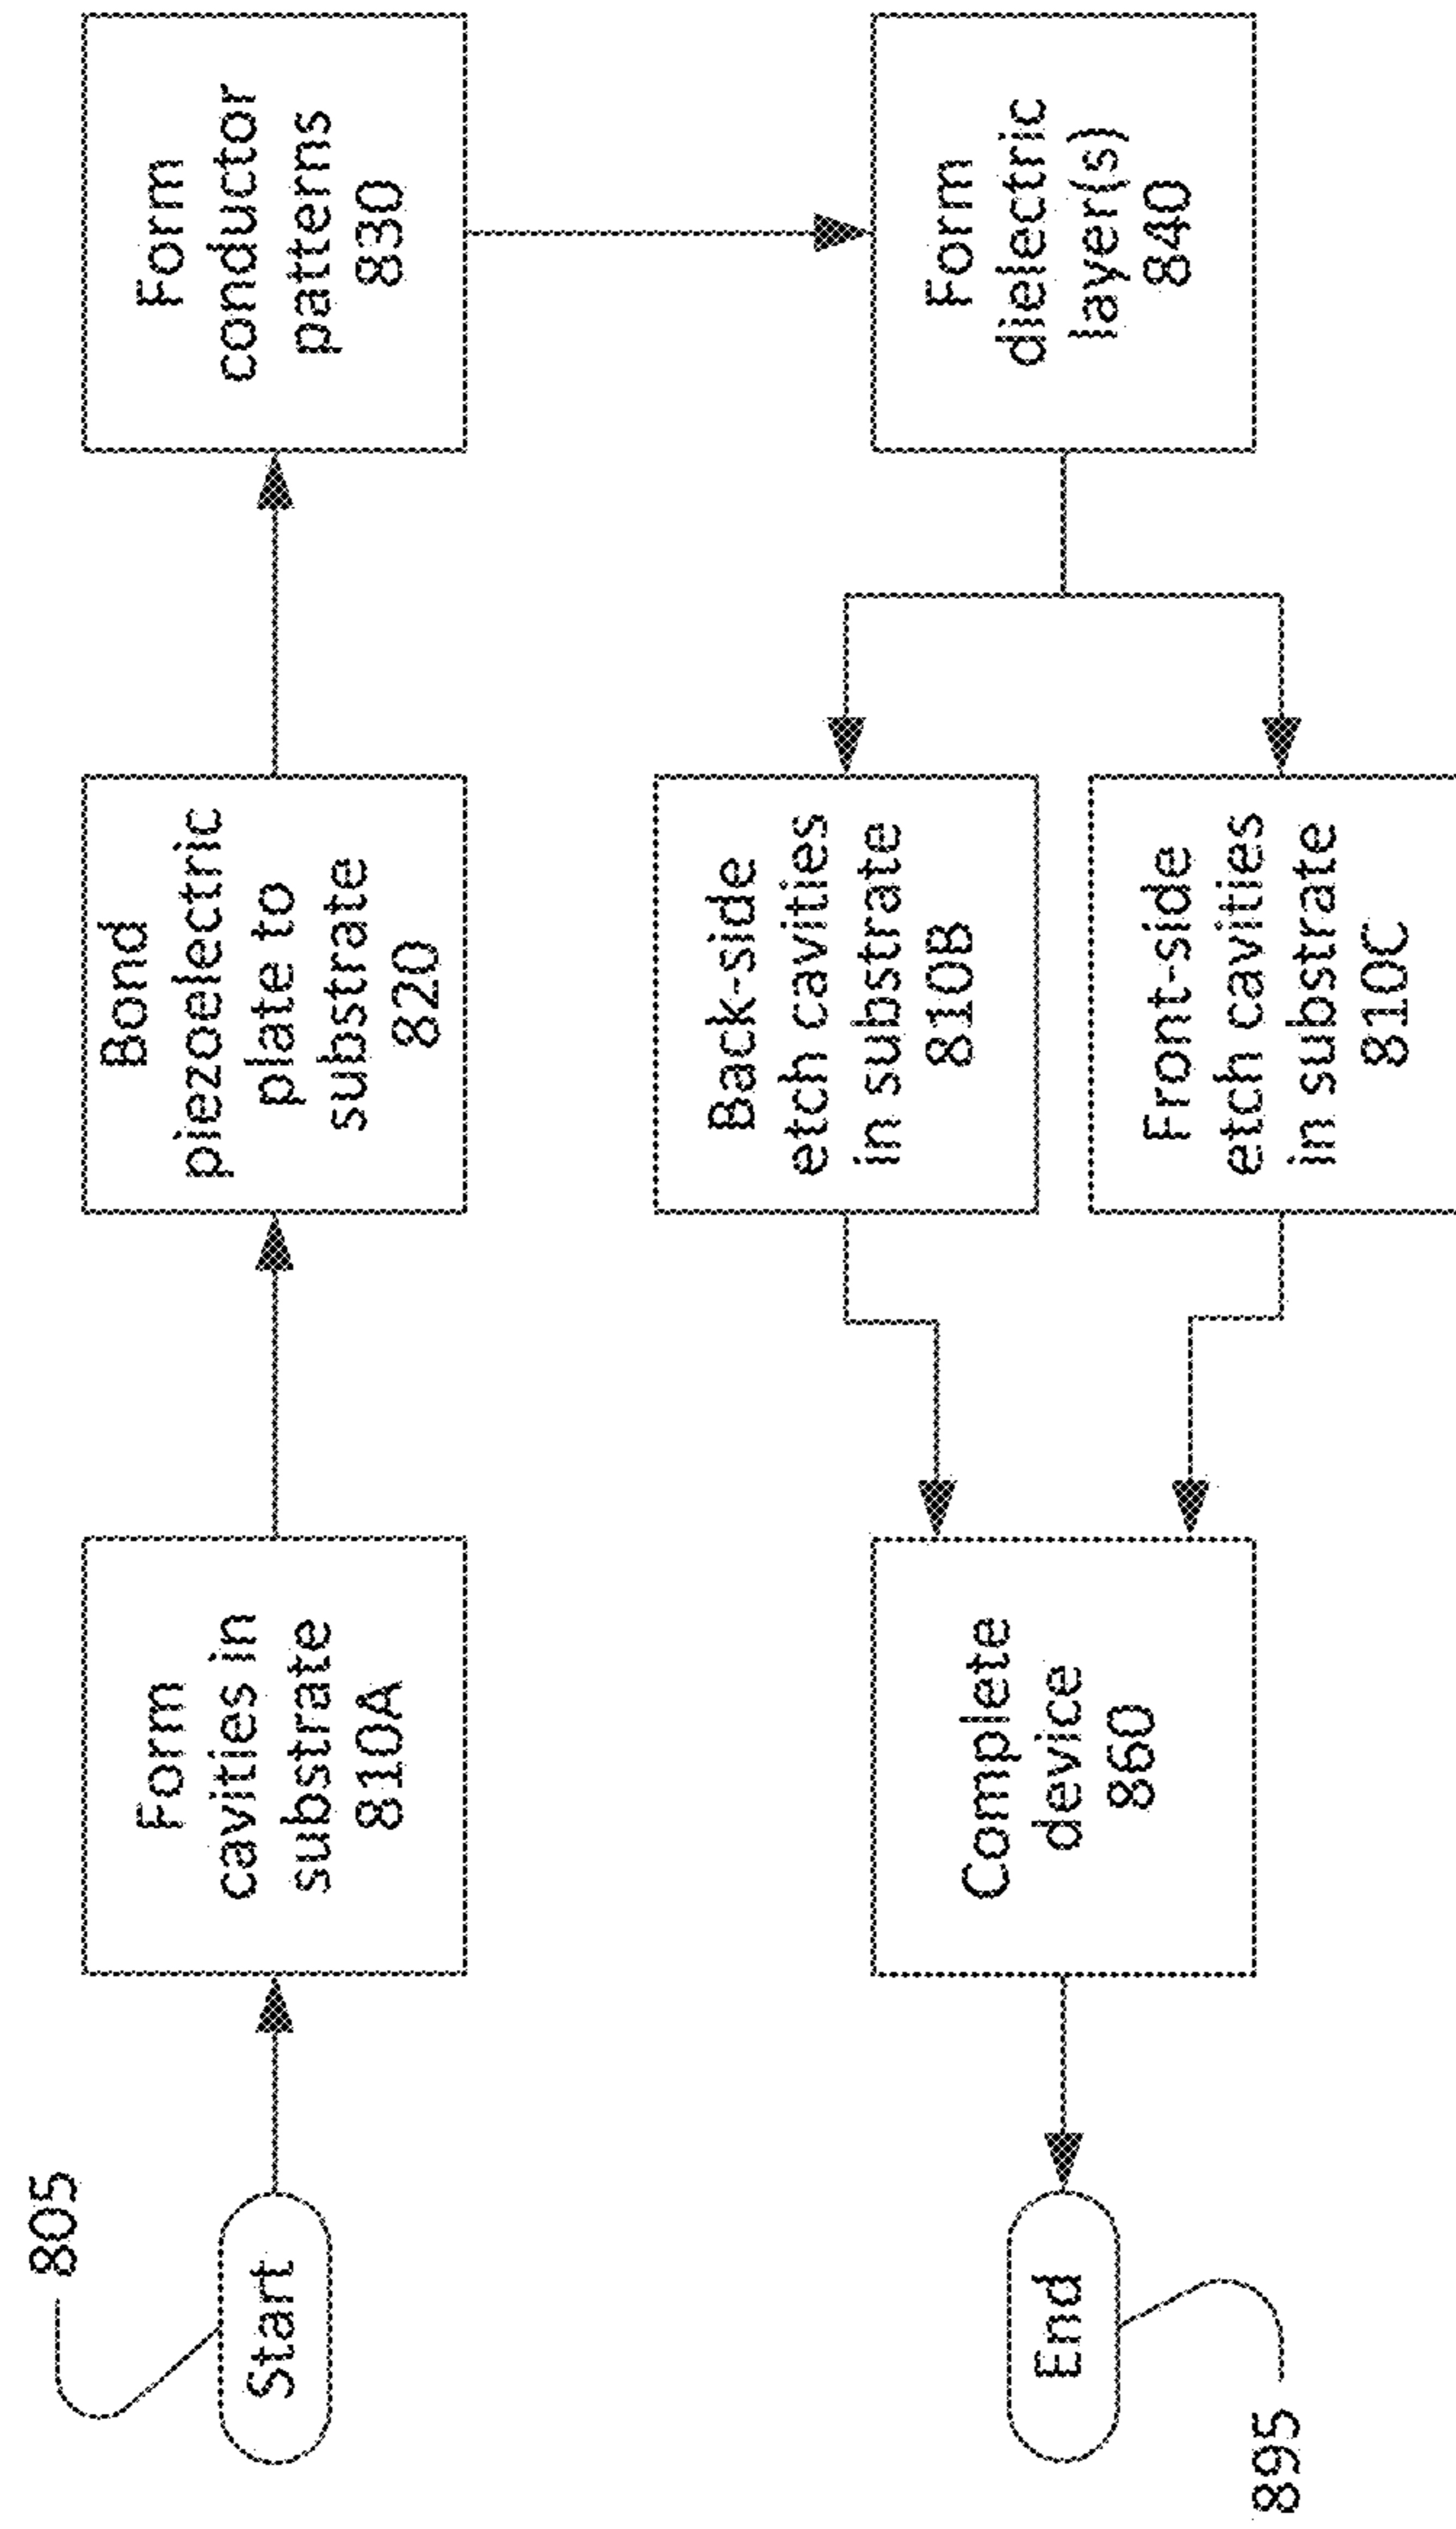 805
Start
Form
cavities in
substrate
810A
Bond
piezoelectric
plate to
substrate
820
Form
conductor
patterns
830
Form
dielectric
layer(s)
840
Back-side
etch cavities
in substrate
810B
Front-side
etch cavities
in substrate
810C
Complete
device
860
End
895